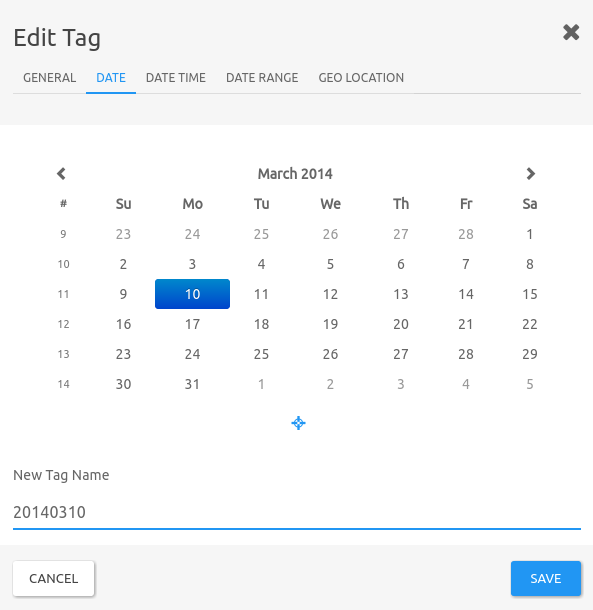 Edit Tag
GENERAL DATE DATE TIME DATE RANGE GEO LOCATION
March 2014
# Su Mo Tu We Th Fr Sa
9 23 24 25 26 27 28 1
10 2 3 4 5 6 7 8
11 9 10 11 12 13 14 15
12 16 17 18 19 20 21 22
13 23 24 25 26 27 28 29
14 30 31 1 2 3 4 5
New Tag Name
20140310
CANCEL SAVE